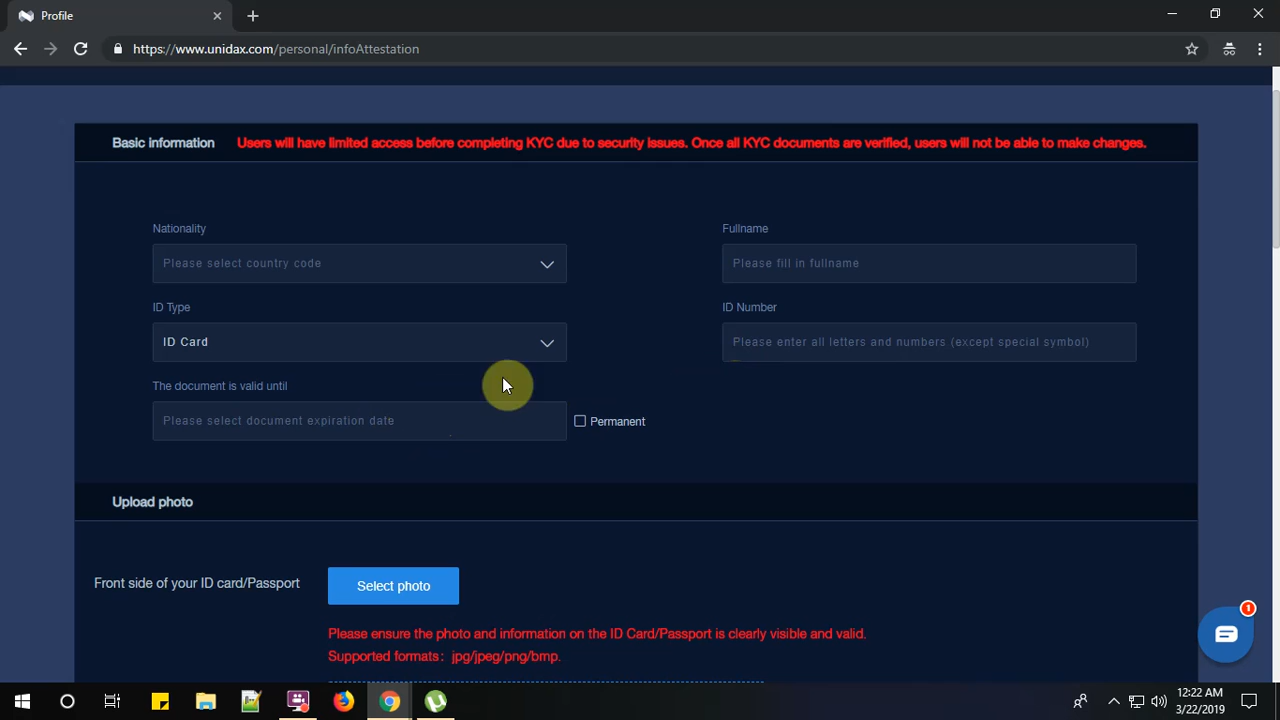 Profile
https://www.unidax.com/personal/infoAttestation
Basic information Users will have limited access before completing KYC due to security issues. Once all KYC documents are verified, users will not be able to make changes.
Nationality
Fullname
Please select country code
Please fill in fullname
ID Type
ID Number
ID Card
Please enter all letters and numbers (except special symbol)
The document is valid until
Please select document expiration date
Permanent
Upload photo
Front side of your ID card/Passport
Select photo
Please ensure the photo and information on the ID Card/Passport is clearly visible and valid.
Supported formats：jpg/jpeg/png/bmp.
1
12:22 AM
3/22/2019